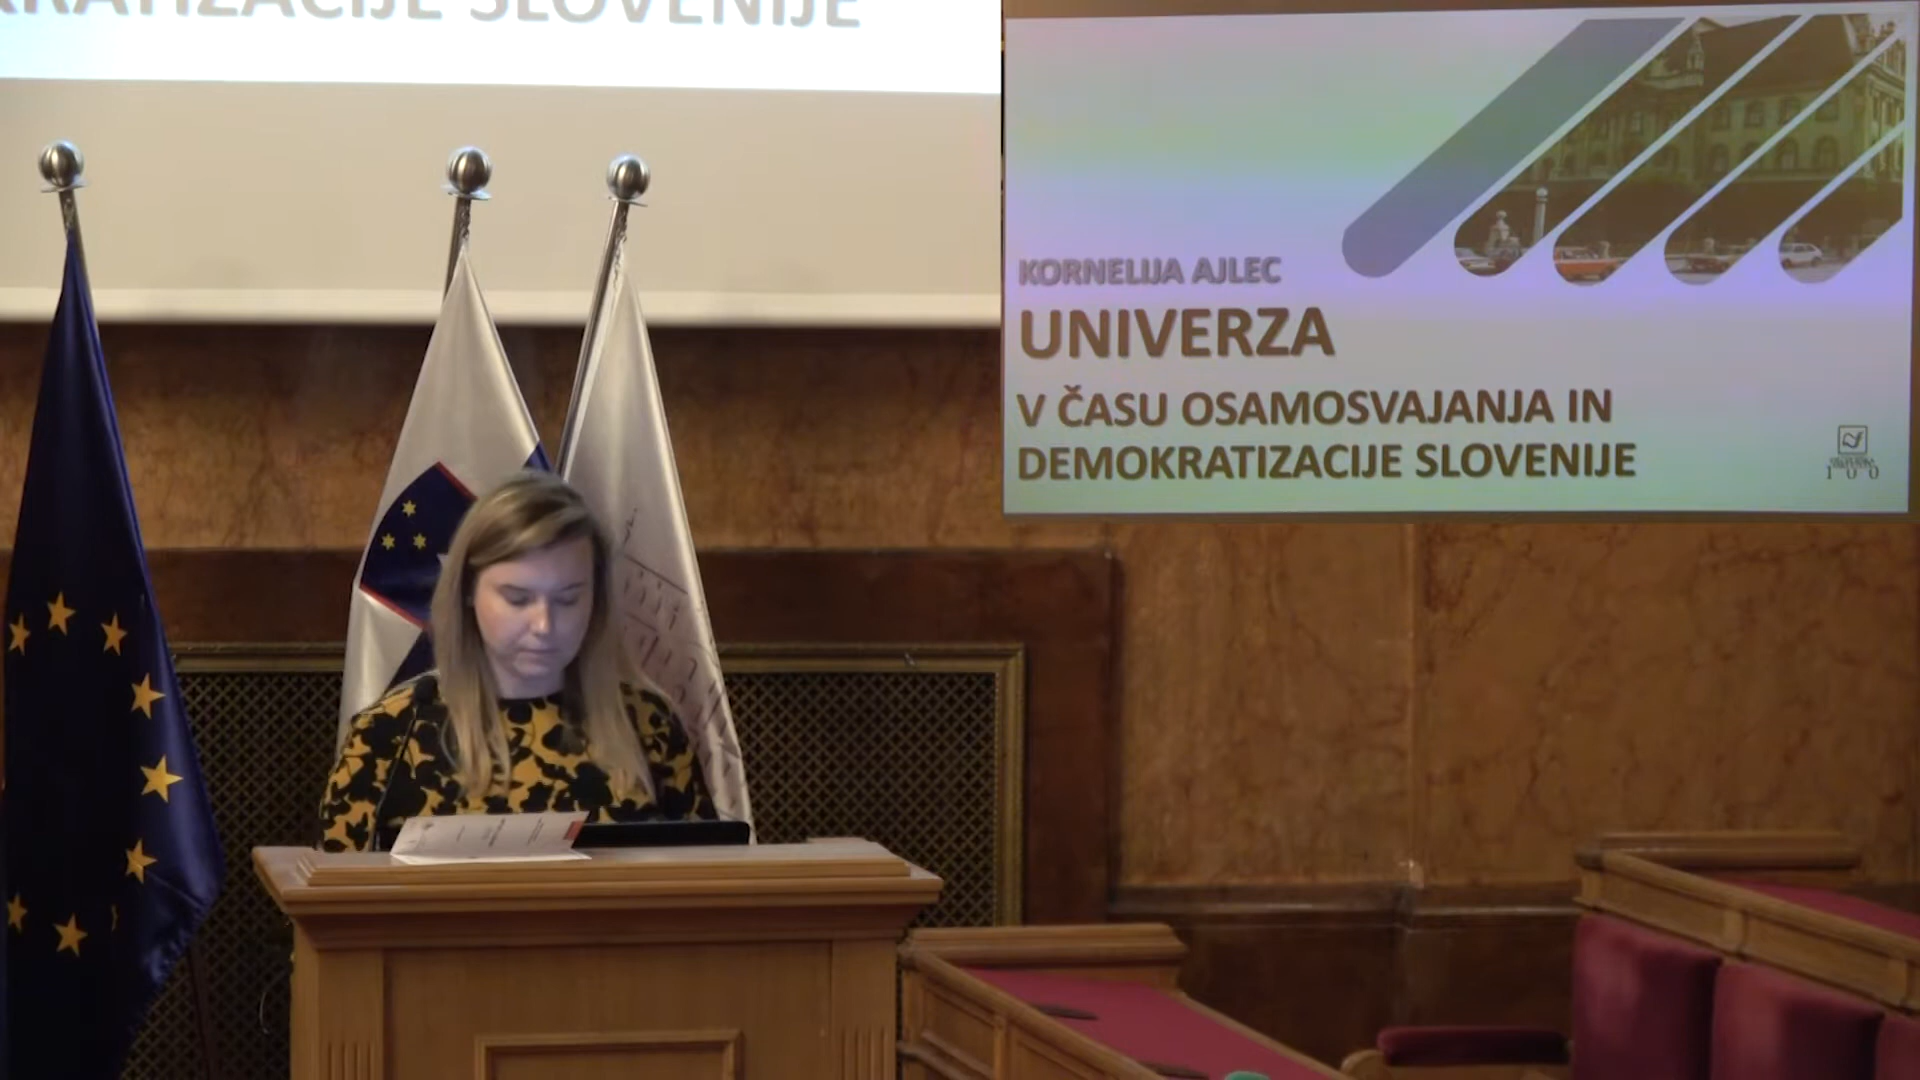 KRATIZACIJE SLOVENIJE
KORNELIJA AJLEC
UNIVERZA
V ČASU OSAMOSVAJANJA IN
DEMOKRATIZACIJE SLOVENIJE
100